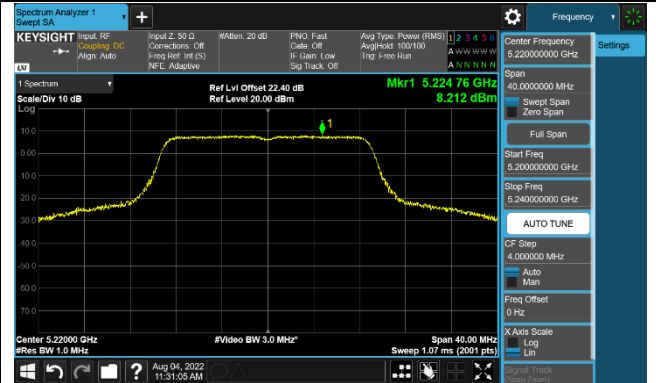 Spectrum Analyzer 1
Swept SA
Frequency
KEYSIGHT
Input: RF
Coupling: DC
Align: Auto
Input Z: 50 Ω
Corrections: Off
Freq Ref: Int (S)
NFE: Adaptive
#Atten: 20 dB
PNO: Fast
Gate: Off
IF Gain: Low
Sig Track: Off
Avg Type: Power (RMS)
Avg|Hold: 100/100
Trig: Free Run
1 2 3 4 5 6
A W W W W W
A N N N N N
LXI
1 Spectrum
Scale/Div 10 dB
Log
Ref Lvl Offset 22.40 dB
Ref Level 20.00 dBm
Mkr1 5.224 76 GHz
8.212 dBm
1
10.0
0.00
-10.0
-20.0
-30.0
-40.0
-50.0
-60.0
-70.0
Center 5.22000 GHz
#Res BW 1.0 MHz
#Video BW 3.0 MHz*
Span 40.00 MHz
Sweep 1.07 ms (2001 pts)
Aug 04, 2022
11:31:05 AM
Settings
Center Frequency
5.220000000 GHz
Span
40.0000000 MHz
Swept Span
Zero Span
Full Span
Start Freq
5.200000000 GHz
Stop Freq
5.240000000 GHz
AUTO TUNE
CF Step
4.000000 MHz
Auto
Man
Freq Offset
0 Hz
X Axis Scale
Log
Lin
Signal Track
(Span Zoom)